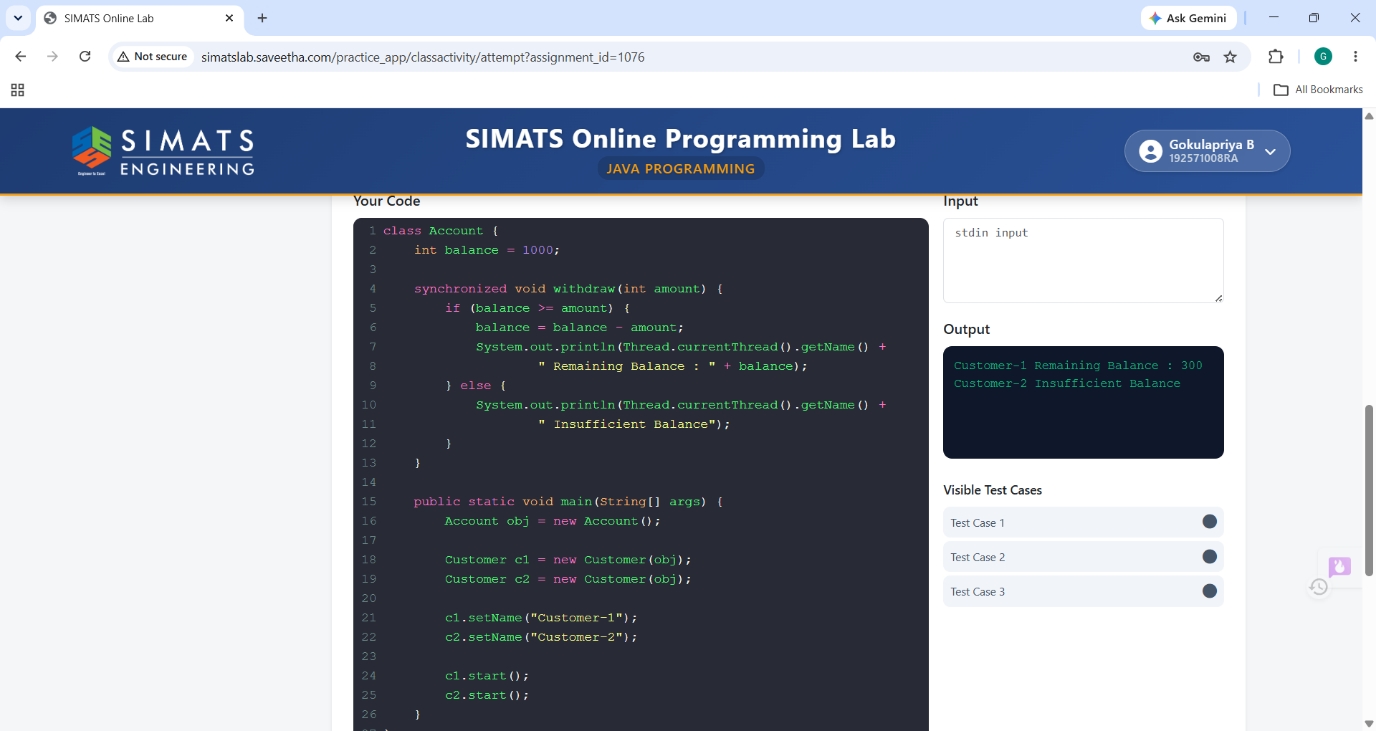 SIMATS Online Lab
Ask Gemini
Not secure
simatslab.saveetha.com/practice_app/classactivity/attempt?assignment_id=1076
G
All Bookmarks
SIMATS
ENGINEERING
Engineer to Excel
SIMATS Online Programming Lab
JAVA PROGRAMMING
Gokulapriya B
192571008RA
Your Code
1 class Account {
2     int balance = 1000;
3
4     synchronized void withdraw(int amount) {
5         if (balance >= amount) {
6             balance = balance - amount;
7             System.out.println(Thread.currentThread().getName() +
8                     " Remaining Balance : " + balance);
9         } else {
10             System.out.println(Thread.currentThread().getName() +
11                     " Insufficient Balance");
12         }
13     }
14
15     public static void main(String[] args) {
16         Account obj = new Account();
17
18         Customer c1 = new Customer(obj);
19         Customer c2 = new Customer(obj);
20
21         c1.setName("Customer-1");
22         c2.setName("Customer-2");
23
24         c1.start();
25         c2.start();
26     }
Input
stdin input
Output
Customer-1 Remaining Balance : 300
Customer-2 Insufficient Balance
Visible Test Cases
Test Case 1
Test Case 2
Test Case 3